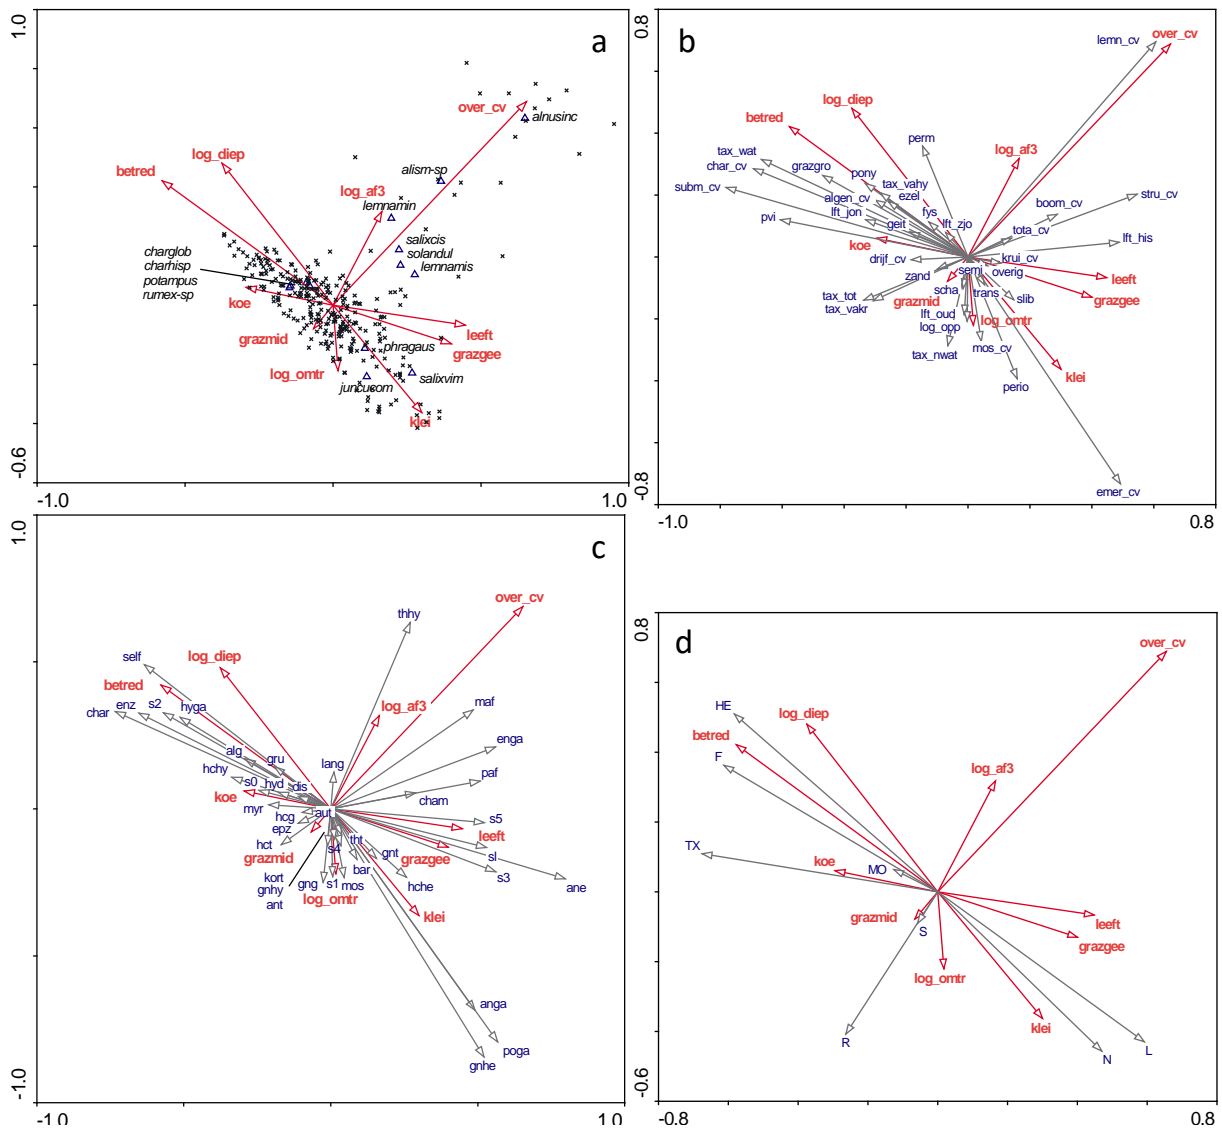 a
1.0
over_cv
alnusinc
log_diep
betred
alism-sp
log_af3
lemnamin
salixcis
solandul
lemnamis
charglob
charhisp
potampus
rumex-sp
koe
grazmid
log_omtr
leeft
grazgee
phragaus
juncucom
salixvim
klei
-0.6
-1.0
1.0
b
0.8
lemn_cv
over_cv
log_diep
betred
perm
log_af3
tax_wat
char_cv
grazgro
pony
tax_vahy
subm_cv
algen_cv
ezel
stru_cv
boom_cv
pvi
lft_jon
geit
fys
lft_zjo
tota_cv
lft_his
koe
drijf_cv
krui_cv
zand
semi
overig
leeft
scha
trans
slib
grazgee
tax_tot
tax_vakr
grazmid
lft_oud
log_opp
log_omtr
tax_nwat
mos_cv
klei
perio
emer_cv
-0.8
-1.0
0.8
c
1.0
over_cv
thhy
self
log_diep
betred
char
enz
s2
hyga
log_af3
maf
enga
alg
gru
lang
paf
hchy
s0
hyd
dis
koe
cham
myr
hcg
aut
s5
epz
leeft
hct
grazmid
s4
tht
gnt
grazgee
sl
kort
gnhy
ant
gng
s1
mos
bar
hche
s3
ane
log_omtr
klei
anga
poga
gnhe
-1.0
-1.0
1.0
d
0.8
over_cv
HE
log_diep
betred
F
log_af3
TX
koe
MO
grazmid
S
leeft
grazgee
log_omtr
klei
R
N
L
-0.6
-0.8
0.8